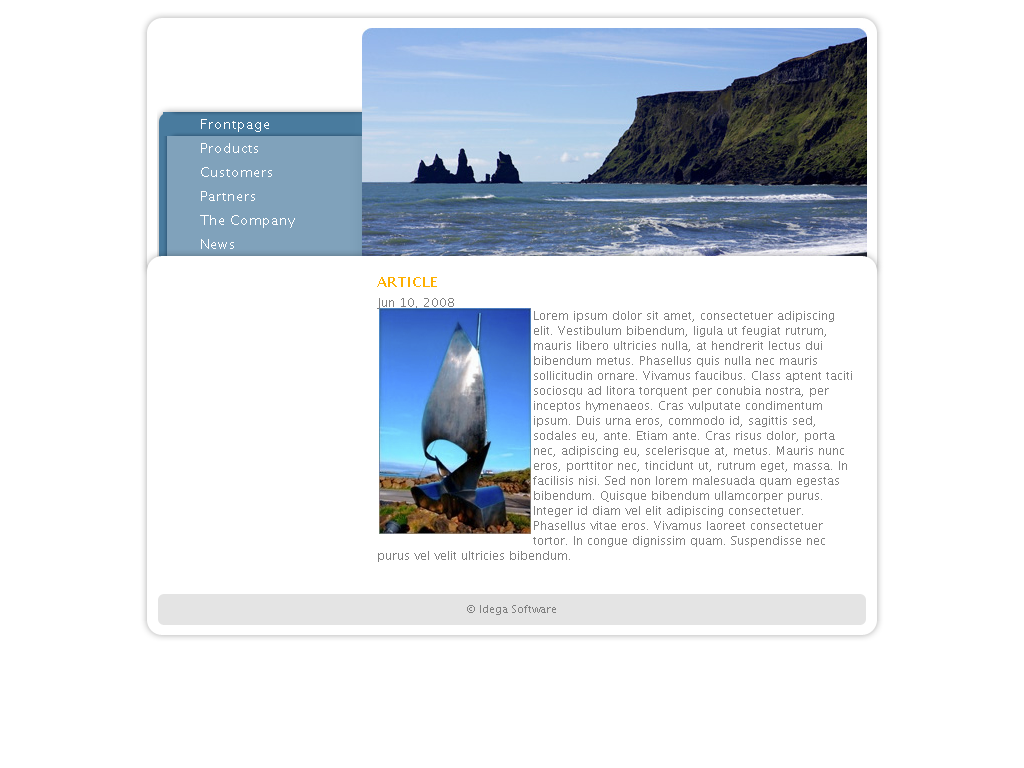 Frontpage
Products
Customers
Partners
The Company
News
ARTICLE
Jun 10, 2008
Lorem ipsum dolor sit amet, consectetuer adipiscing
elit. Vestibulum bibendum, ligula ut feugiat rutrum,
mauris libero ultricies nulla, at hendrerit lectus dui
bibendum metus. Phasellus quis nulla nec mauris
sollicitudin ornare. Vivamus faucibus. Class aptent taciti
sociosqu ad litora torquent per conubia nostra, per
inceptos hymenaeos. Cras vulputate condimentum
ipsum. Duis urna eros, commodo id, sagittis sed,
sodales eu, ante. Etiam ante. Cras risus dolor, porta
nec, adipiscing eu, scelerisque at, metus. Mauris nunc
eros, porttitor nec, tincidunt ut, rutrum eget, massa. In
facilisis nisi. Sed non lorem malesuada quam egestas
bibendum. Quisque bibendum ullamcorper purus.
Integer id diam vel elit adipiscing consectetuer.
Phasellus vitae eros. Vivamus laoreet consectetuer
tortor. In congue dignissim quam. Suspendisse nec
purus vel velit ultricies bibendum.
© Idega Software